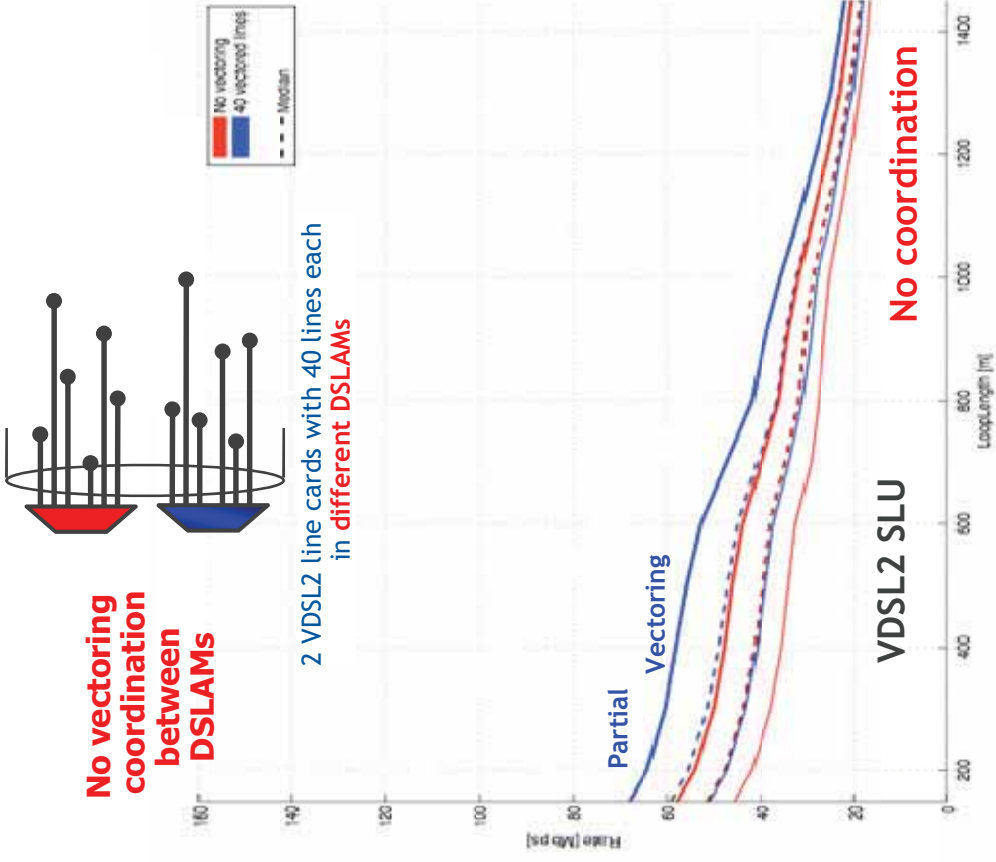 No vectoring
coordination
between
DSLAMs
2 VDSL2 line cards with 40 lines each
in different DSLAMs
No vectoring
40 vectored lines
Median
Rate [Mbps]
160
140
120
100
80
60
40
20
0
Partial
Vectoring
VDSL2 SLU
No coordination
200
400
600
800
1000
1200
1400
LoopLength [m]